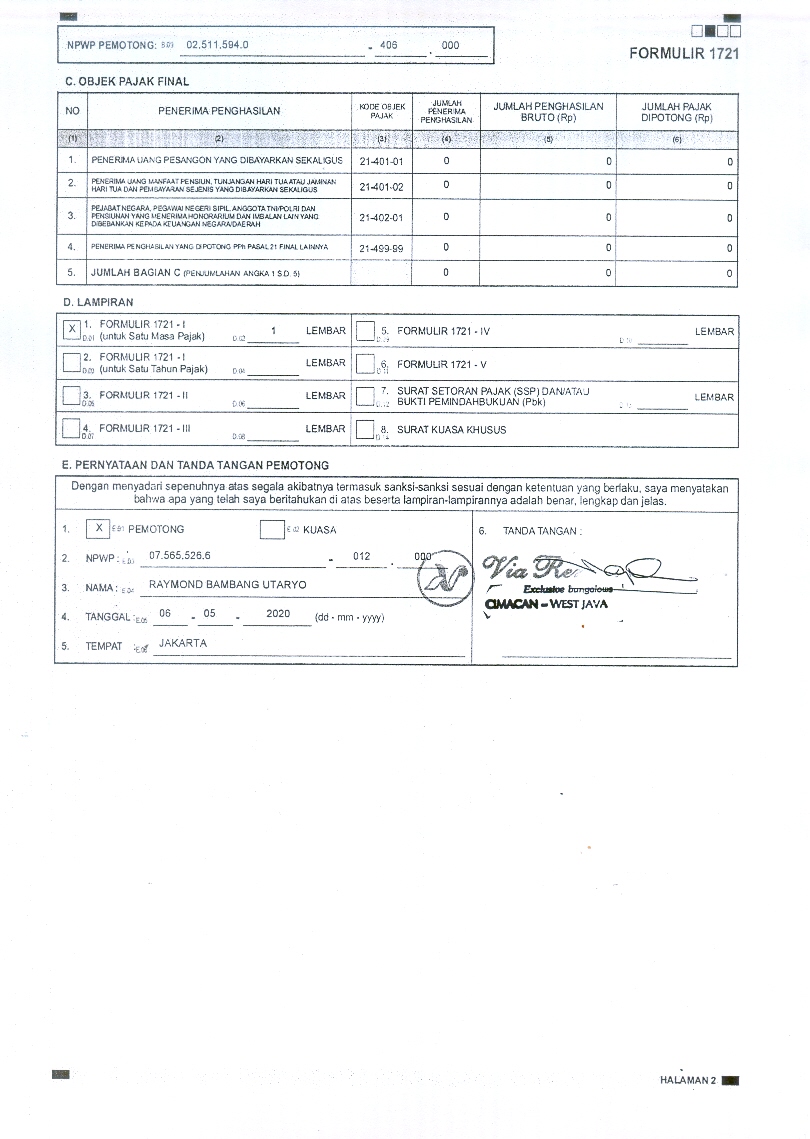 NPWP PEMOTONG: E.03 02.511.594.0 - 406 . 000
FORMULIR 1721
C. OBJEK PAJAK FINAL
NO PENERIMA PENGHASILAN KODE OBJEK PAJAK JUMLAH PENERIMA PENGHASILAN JUMLAH PENGHASILAN BRUTO (Rp) JUMLAH PAJAK DIPOTONG (Rp)
(1) (2) (3) (4) (5) (6)
1. PENERIMA UANG PESANGON YANG DIBAYARKAN SEKALIGUS 21-401-01 0 0 0
2. PENERIMA UANG MANFAAT PENSIUN, TUNJANGAN HARI TUA ATAU JAMINAN
HARI TUA DAN PEMBAYARAN SEJENIS YANG DIBAYARKAN SEKALIGUS 21-401-02 0 0 0
3. PEJABAT NEGARA, PEGAWAI NEGERI SIPIL, ANGGOTA TNI/POLRI DAN
PENSIUNAN YANG MENERIMA HONORARIUM DAN IMBALAN LAIN YANG
DIBEBANKAN KEPADA KEUANGAN NEGARA/DAERAH 21-402-01 0 0 0
4. PENERIMA PENGHASILAN YANG DIPOTONG PPh PASAL 21 FINAL LAINNYA 21-499-99 0 0 0
5. JUMLAH BAGIAN C (PENJUMLAHAN ANGKA 1 S.D. 5) 0 0 0
D. LAMPIRAN
X D.01 1. FORMULIR 1721 - I
(untuk Satu Masa Pajak) D.02 1 LEMBAR
5. FORMULIR 1721 - IV LEMBAR
D.03 2. FORMULIR 1721 - I
(untuk Satu Tahun Pajak) D.04 LEMBAR
6. FORMULIR 1721 - V
D.05 3. FORMULIR 1721 - II D.06 LEMBAR
7. SURAT SETORAN PAJAK (SSP) DAN/ATAU
BUKTI PEMINDAHBUKUAN (Pbk) LEMBAR
D.07 4. FORMULIR 1721 - III D.08 LEMBAR
8. SURAT KUASA KHUSUS
E. PERNYATAAN DAN TANDA TANGAN PEMOTONG
Dengan menyadari sepenuhnya atas segala akibatnya termasuk sanksi-sanksi sesuai dengan ketentuan yang berlaku, saya menyatakan
bahwa apa yang telah saya beritahukan di atas beserta lampiran-lampirannya adalah benar, lengkap dan jelas.
1. X E.01 PEMOTONG E.02 KUASA
2. NPWP : E.03 07.565.526.6 - 012 . 000
3. NAMA : E.04 RAYMOND BAMBANG UTARYO
4. TANGGAL : E.05 06 - 05 - 2020 (dd - mm - yyyy)
5. TEMPAT : JAKARTA
6. TANDA TANGAN :
Via
Exclusive bungalows
CIMACAN - WEST JAVA
HALAMAN 2